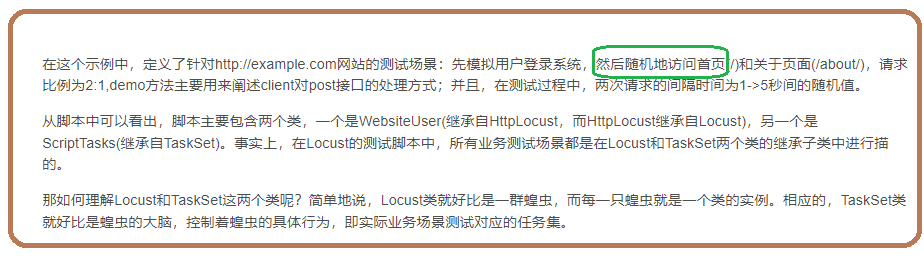 在这个示例中，定义了针对http://example.com网站的测试场景：先模拟用户登录系统，然后随机地访问首页(/)和关于页面(/about/)，请求
比例为2:1,demo方法主要用来阐述client对post接口的处理方式；并且，在测试过程中，两次请求的间隔时间为1->5秒间的随机值。
从脚本中可以看出，脚本主要包含两个类，一个是WebsiteUser(继承自HttpLocust，而HttpLocust继承自Locust)，另一个是
ScriptTasks(继承自TaskSet)。事实上，在Locust的测试脚本中，所有业务测试场景都是在Locust和TaskSet两个类的继承子类中进行描
的。
那如何理解Locust和TaskSet这两个类呢？简单地说，Locust类就好比是一群蝗虫，而每一只蝗虫就是一个类的实例。相应的，TaskSet类
就好比是蝗虫的大脑，控制着蝗虫的具体行为，即实际业务场景测试对应的任务集。